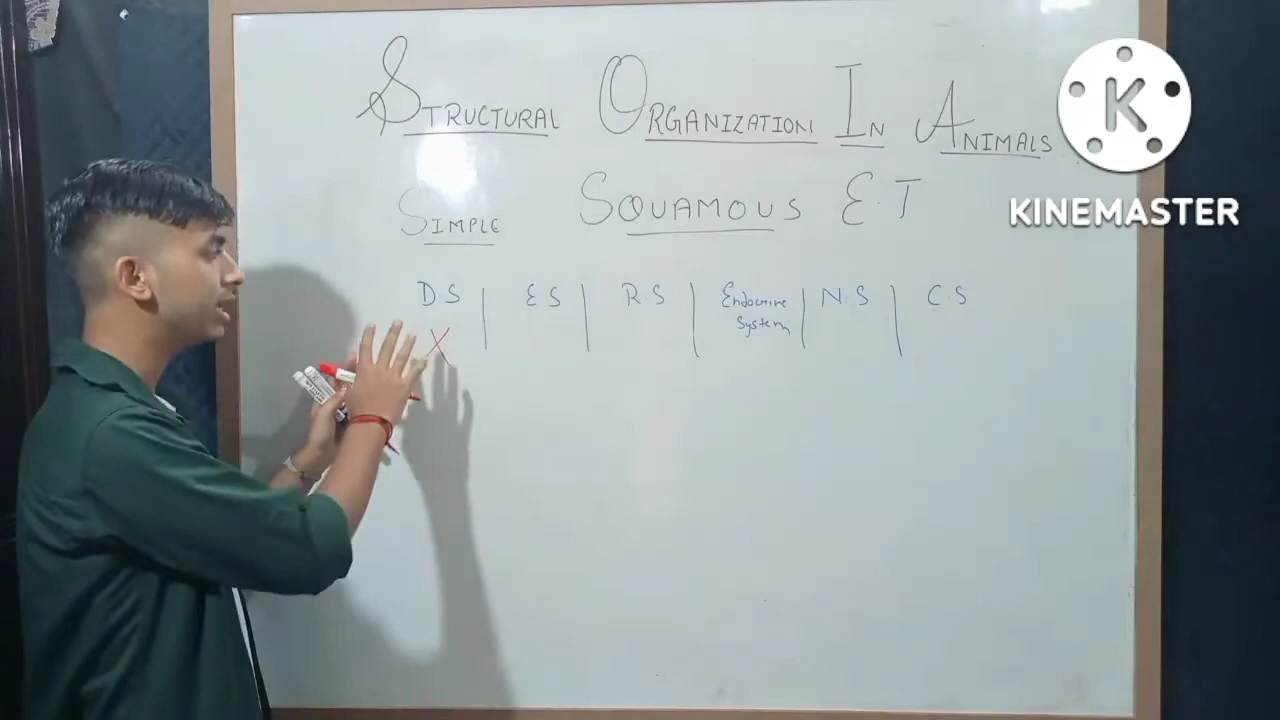 STRUCTURAL ORGANIZATION IN ANIMALS
SIMPLE SQUAMOUS E.T
D S | E S | R.S | Endocrine System | N.S | C.S
X
K
KINEMASTER